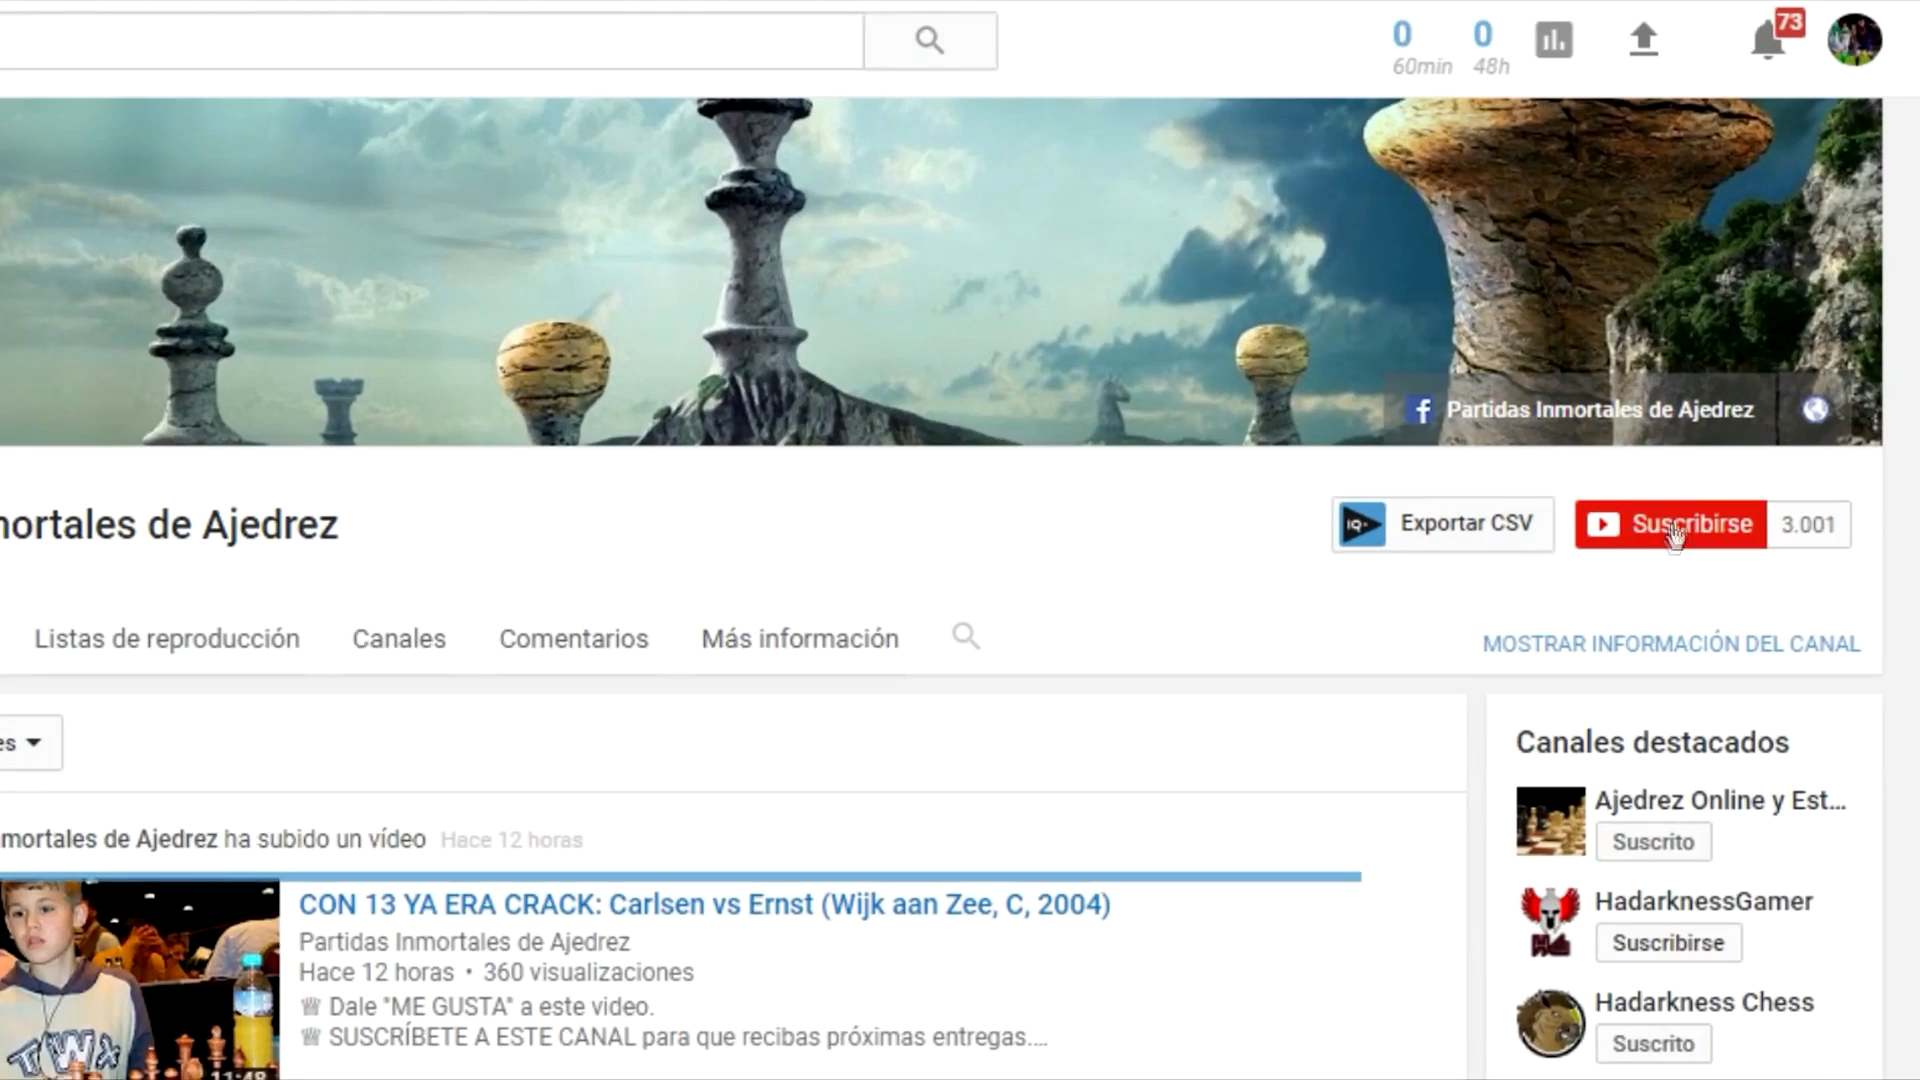 0 0 73
60min 48h
Partidas Inmortales de Ajedrez
mortales de Ajedrez
IQ
Exportar CSV
Suscribirse 3.001
Listas de reproducción Canales Comentarios Más información
MOSTRAR INFORMACIÓN DEL CANAL
es
Canales destacados
Ajedrez Online y Est...
Suscrito
HadarknessGamer
Suscribirse
Hadarkness Chess
Suscrito
nmortales de Ajedrez ha subido un vídeo Hace 12 horas
CON 13 YA ERA CRACK: Carlsen vs Ernst (Wijk aan Zee, C, 2004)
Partidas Inmortales de Ajedrez
Hace 12 horas • 360 visualizaciones
♕ Dale "ME GUSTA" a este video.
♕ SUSCRÍBETE A ESTE CANAL para que recibas próximas entregas....
11:48